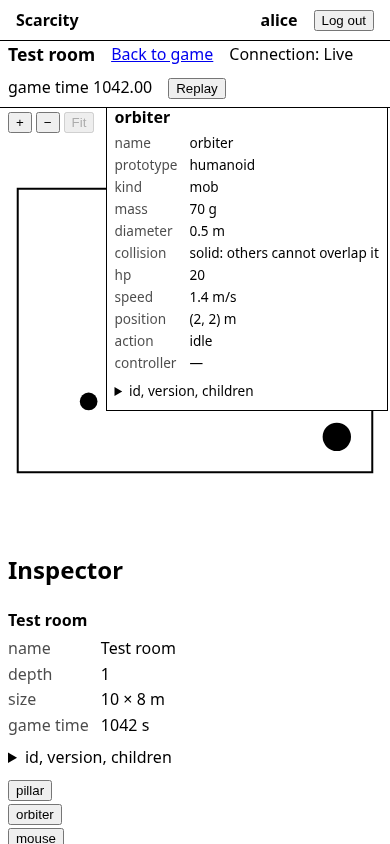 Scarcity alice Log out
Test room Back to game Connection: Live
game time 1042.00 Replay
+ − Fit
orbiter
name orbiter
prototype humanoid
kind mob
mass 70 g
diameter 0.5 m
collision solid: others cannot overlap it
hp 20
speed 1.4 m/s
position (2, 2) m
action idle
controller —
▶ id, version, children
Inspector
Test room
name Test room
depth 1
size 10 × 8 m
game time 1042 s
▶ id, version, children
pillar
orbiter
mouse